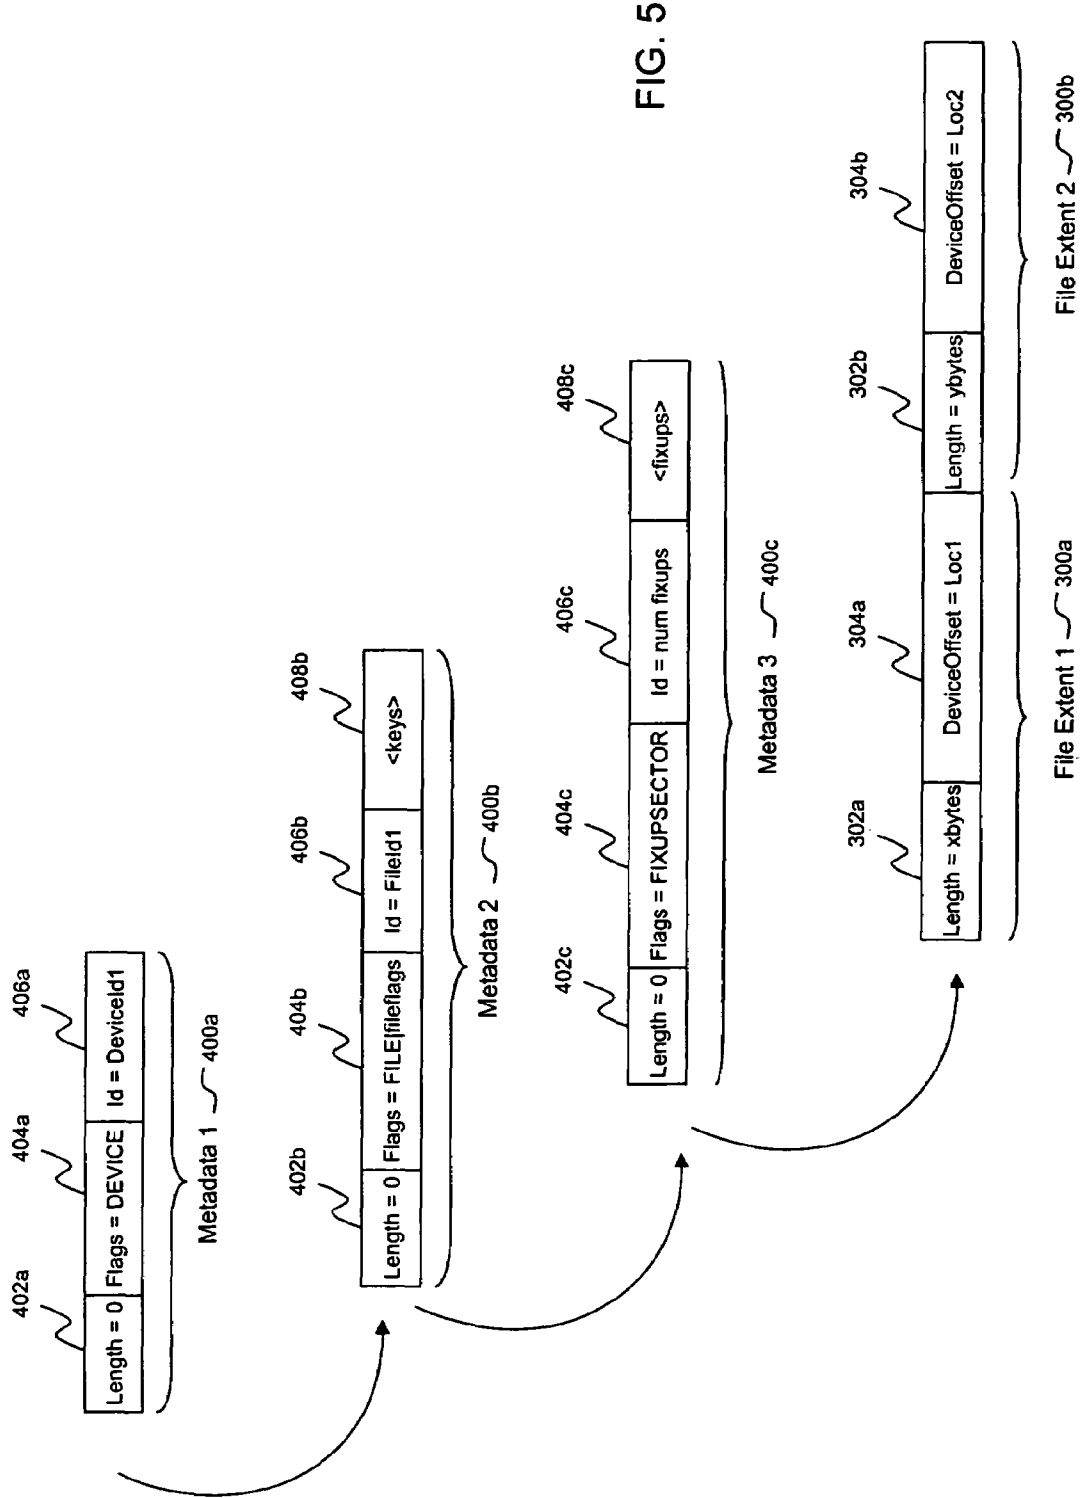 402a 404a 406a
Length = 0 Flags = DEVICE Id = DeviceId1
Metadata 1 400a
402b 404b 406b 408b
Length = 0 Flags = FILE|fileflags Id = FileId1 <keys>
Metadata 2 400b
402c 404c 406c 408c
Length = 0 Flags = FIXUPSECTOR Id = num fixups <fixups>
Metadata 3 400c
FIG. 5
302a 304a 302b 304b
Length = xbytes DeviceOffset = Loc1 Length = ybytes DeviceOffset = Loc2
File Extent 1 300a File Extent 2 300b